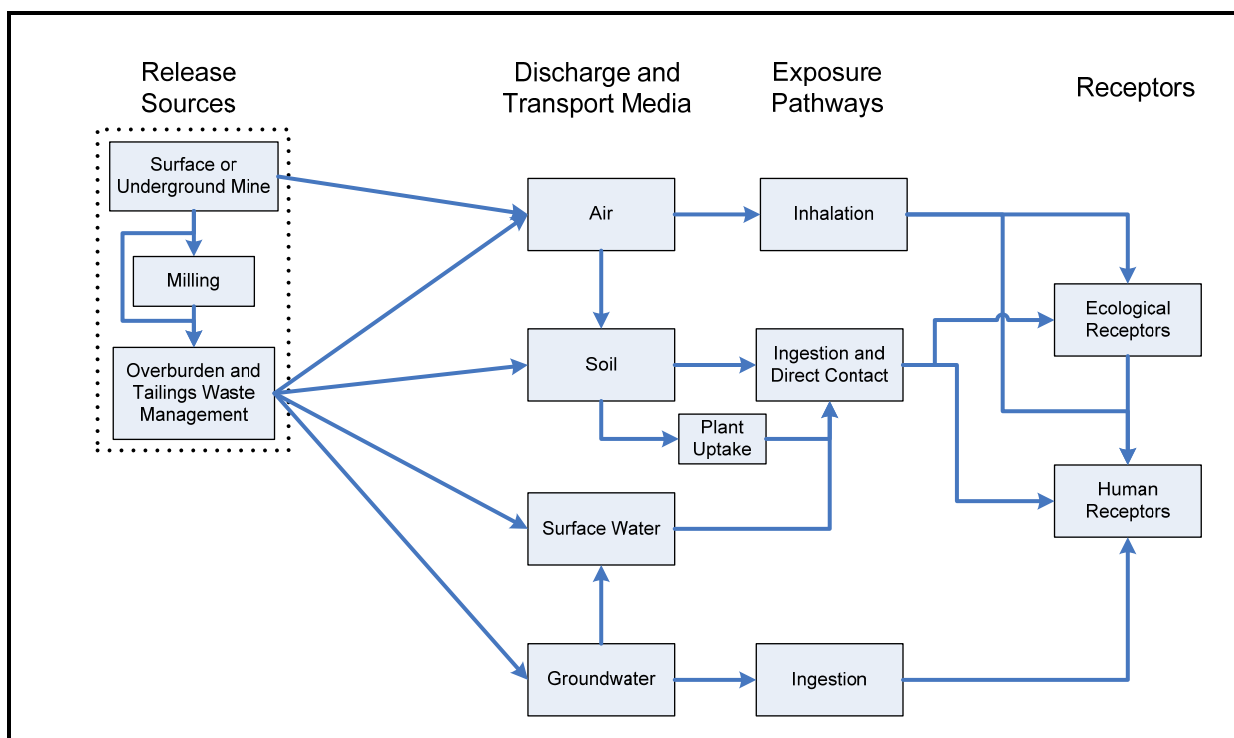 Release
Sources
Discharge and
Transport Media
Exposure
Pathways
Receptors
Surface or
Underground Mine
Milling
Overburden and
Tailings Waste
Management
Air
Inhalation
Soil
Ingestion and
Direct Contact
Plant
Uptake
Surface Water
Groundwater
Ingestion
Ecological
Receptors
Human
Receptors